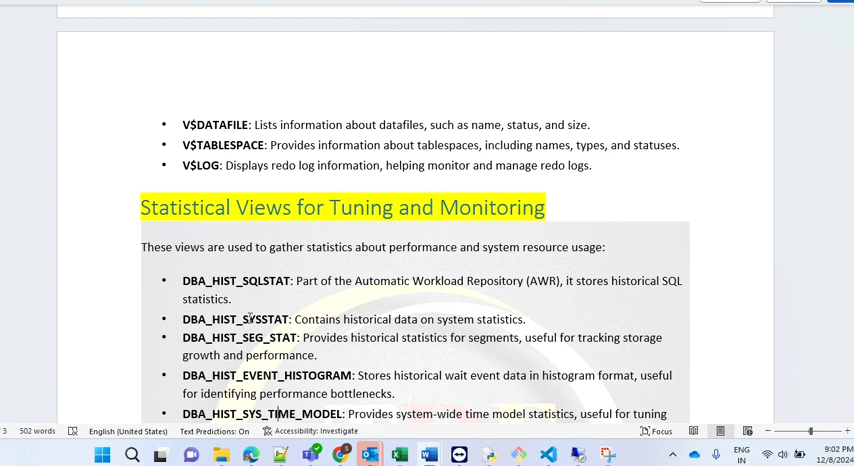 V$DATAFILE: Lists information about datafiles, such as name, status, and size.
V$TABLESPACE: Provides information about tablespaces, including names, types, and statuses.
V$LOG: Displays redo log information, helping monitor and manage redo logs.
Statistical Views for Tuning and Monitoring
These views are used to gather statistics about performance and system resource usage:
DBA_HIST_SQLSTAT: Part of the Automatic Workload Repository (AWR), it stores historical SQL
statistics.
DBA_HIST_SYSSTAT: Contains historical data on system statistics.
DBA_HIST_SEG_STAT: Provides historical statistics for segments, useful for tracking storage
growth and performance.
DBA_HIST_EVENT_HISTOGRAM: Stores historical wait event data in histogram format, useful
for identifying performance bottlenecks.
DBA_HIST_SYS_TIME_MODEL: Provides system-wide time model statistics, useful for tuning
3 502 words English (United States) Text Predictions: On Accessibility: Investigate Focus
ENG
IN
9:02 PM
12/8/2024